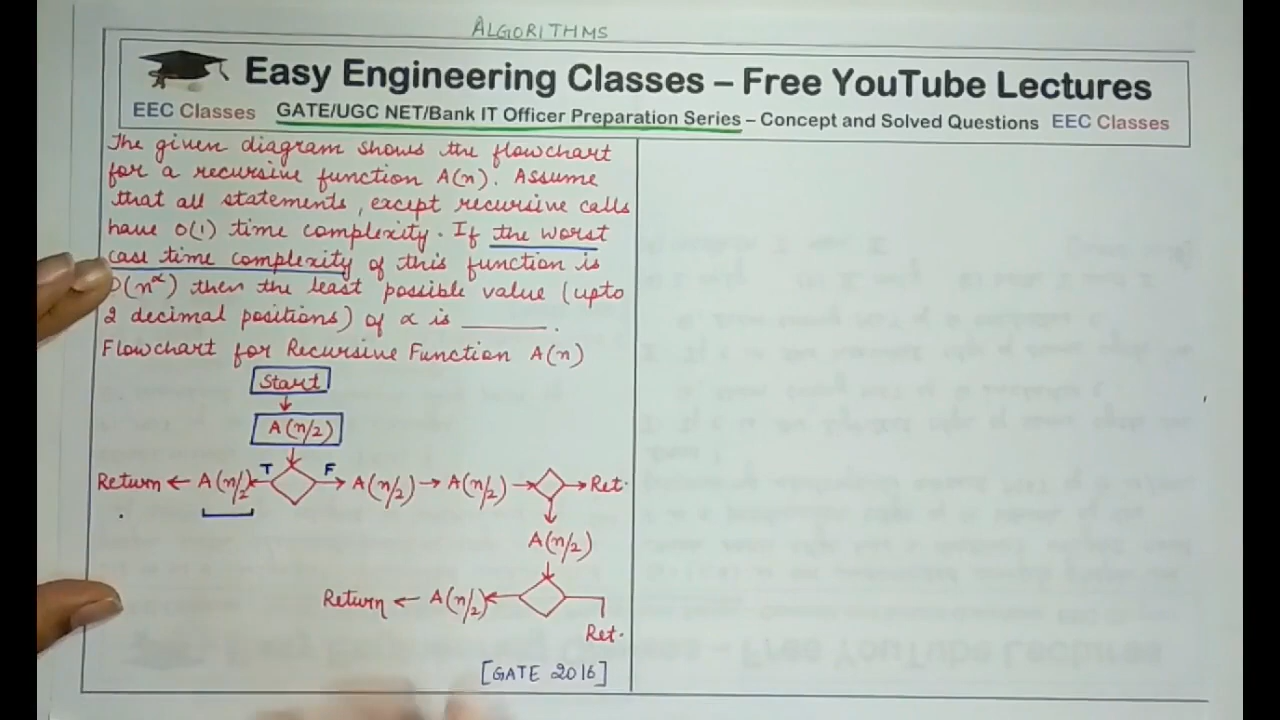 ALGORITHMS
Easy Engineering Classes – Free YouTube Lectures
EEC Classes GATE/UGC NET/Bank IT Officer Preparation Series – Concept and Solved Questions EEC Classes
The given diagram shows the flowchart
for a recursive function A(n). Assume
that all statements, except recursive calls
have O(1) time complexity. If the worst
case time complexity of this function is
O(n^α) then the least possible value (upto
2 decimal positions) of α is ______.
Flowchart for Recursive Function A(n)
Start
A(n/2)
T F
Return ← A(n/2) A(n/2) → A(n/2) → Ret.
A(n/2)
Return ← A(n/2)
Ret.
[GATE 2016]